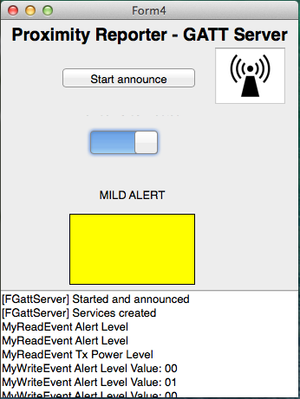 Form4
Proximity Reporter - GATT Server
Start announce
MILD ALERT
[FGattServer] Started and announced
[FGattServer] Services created
MyReadEvent Alert Level
MyReadEvent Alert Level
MyReadEvent Tx Power Level
MyWriteEvent Alert Level Value: 00
MyWriteEvent Alert Level Value: 01
MyWriteEvent Alert Level Value: 00